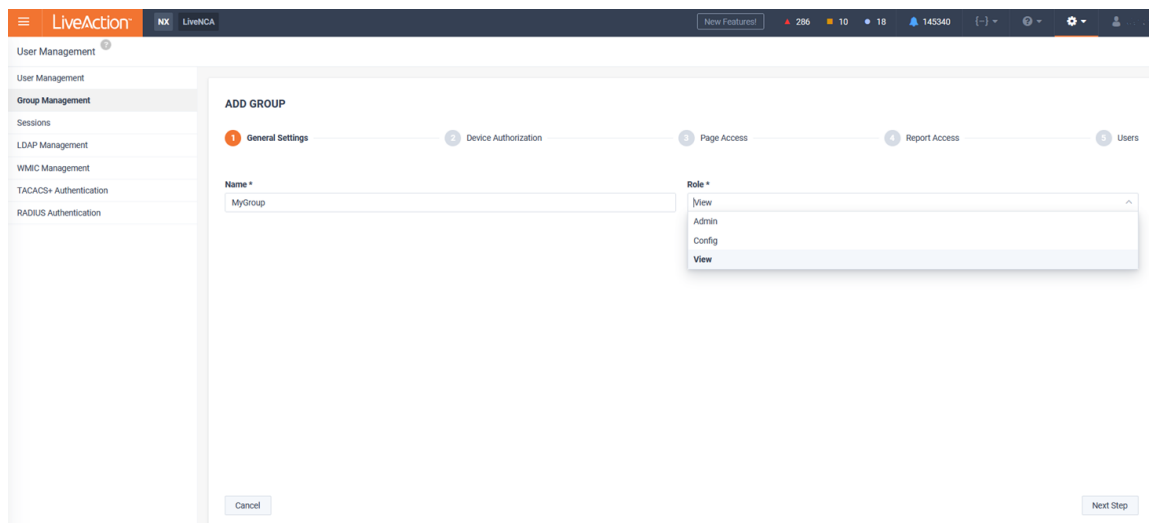 LiveAction NX LiveNCA New Features! 286 10 18 145340 {--}
User Management ?
User Management
Group Management
Sessions
LDAP Management
WMIC Management
TACACS+ Authentication
RADIUS Authentication
ADD GROUP
1 General Settings 2 Device Authorization 3 Page Access 4 Report Access 5 Users
Name * Role *
MyGroup View
Admin
Config
View
Cancel Next Step